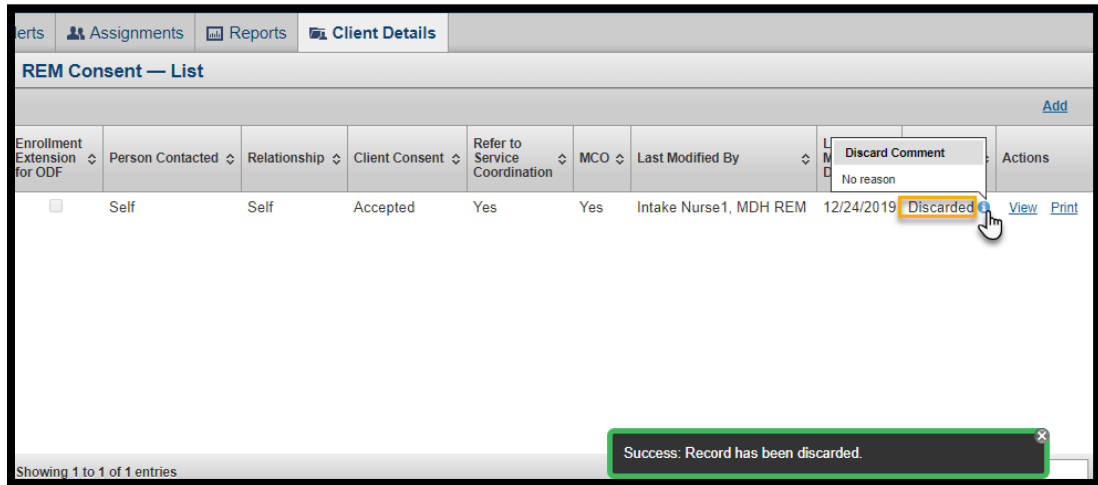 lerts Assignments Reports Client Details
REM Consent — List
Add
Enrollment
Extension
for ODF
Person Contacted
Relationship
Client Consent
Refer to
Service
Coordination
MCO
Last Modified By
L
M
D
Discard Comment
No reason
Actions
Self Self Accepted Yes Yes Intake Nurse1, MDH REM 12/24/2019 Discarded View Print
Success: Record has been discarded.
Showing 1 to 1 of 1 entries